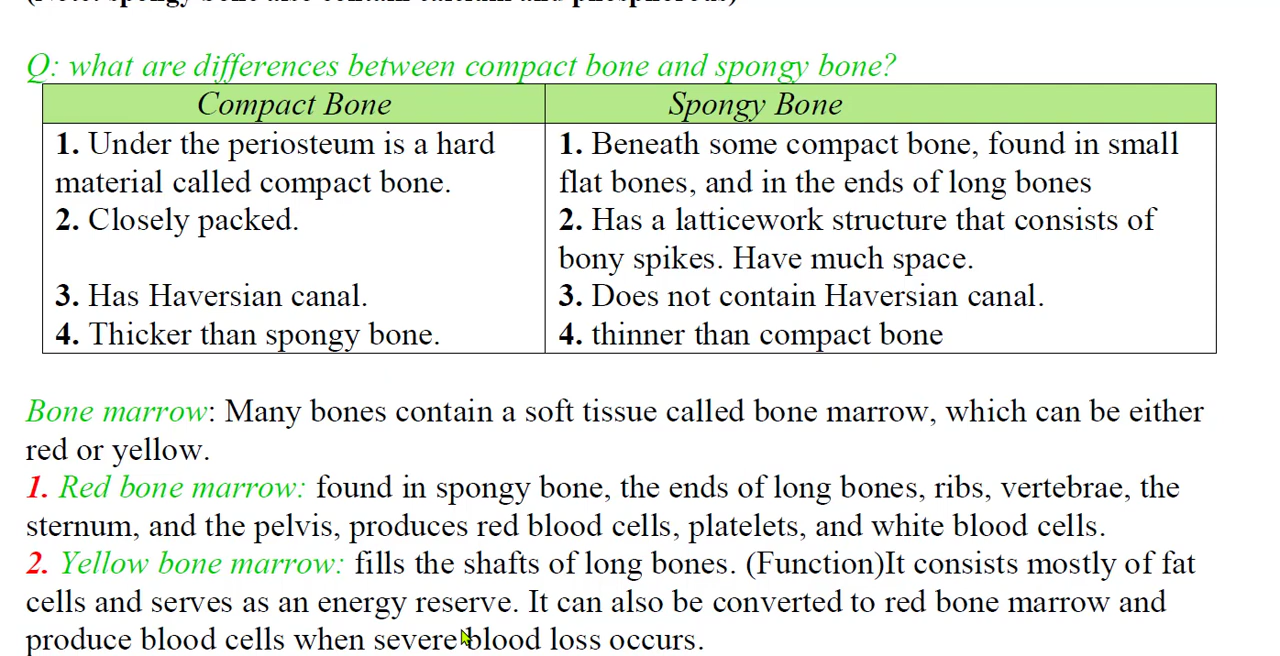 (Note: spongy bone also contain calcium and phosphorous)
Q: what are differences between compact bone and spongy bone?
Compact Bone
Spongy Bone
1. Under the periosteum is a hard
material called compact bone.
2. Closely packed.
3. Has Haversian canal.
4. Thicker than spongy bone.
1. Beneath some compact bone, found in small
flat bones, and in the ends of long bones
2. Has a latticework structure that consists of
bony spikes. Have much space.
3. Does not contain Haversian canal.
4. thinner than compact bone
Bone marrow: Many bones contain a soft tissue called bone marrow, which can be either
red or yellow.
1. Red bone marrow: found in spongy bone, the ends of long bones, ribs, vertebrae, the
sternum, and the pelvis, produces red blood cells, platelets, and white blood cells.
2. Yellow bone marrow: fills the shafts of long bones. (Function)It consists mostly of fat
cells and serves as an energy reserve. It can also be converted to red bone marrow and
produce blood cells when severe blood loss occurs.